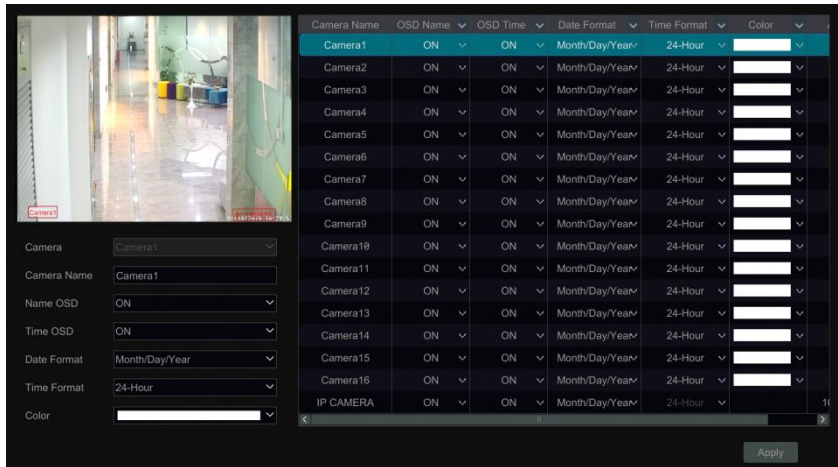 Camera Name OSD Name OSD Time Date Format Time Format Color
Camera1 ON ON Month/Day/Year 24-Hour
Camera2 ON ON Month/Day/Year 24-Hour
Camera3 ON ON Month/Day/Year 24-Hour
Camera4 ON ON Month/Day/Year 24-Hour
Camera5 ON ON Month/Day/Year 24-Hour
Camera6 ON ON Month/Day/Year 24-Hour
Camera7 ON ON Month/Day/Year 24-Hour
Camera8 ON ON Month/Day/Year 24-Hour
Camera9 ON ON Month/Day/Year 24-Hour
Camera10 ON ON Month/Day/Year 24-Hour
Camera11 ON ON Month/Day/Year 24-Hour
Camera12 ON ON Month/Day/Year 24-Hour
Camera13 ON ON Month/Day/Year 24-Hour
Camera14 ON ON Month/Day/Year 24-Hour
Camera15 ON ON Month/Day/Year 24-Hour
Camera16 ON ON Month/Day/Year 24-Hour
IP CAMERA ON ON Month/Day/Year 24-Hour
Camera1
Camera Camera1
Camera Name Camera1
Name OSD ON
Time OSD ON
Date Format Month/Day/Year
Time Format 24-Hour
Color
Apply